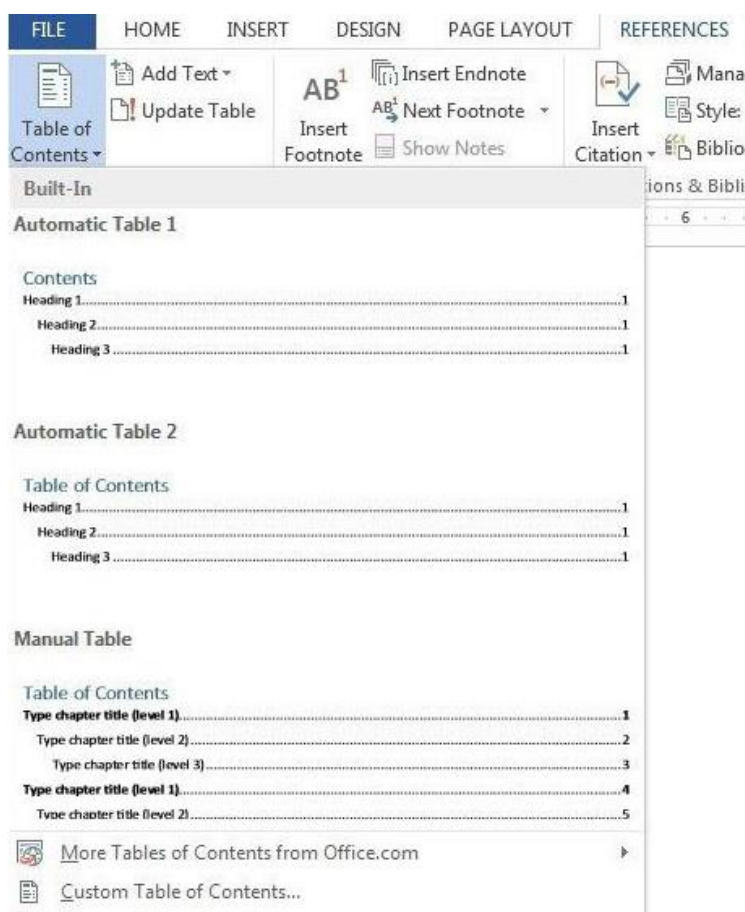 FILE HOME INSERT DESIGN PAGE LAYOUT REFERENCES
Add Text
Update Table
Table of
Contents
AB1
Insert
Footnote
Insert Endnote
AB1 Next Footnote
Show Notes
Insert
Citation
Mana
Style:
Biblio
ions & Bibli
6
Built-In
Automatic Table 1
Contents
Heading 1....................1
Heading 2....................1
Heading 3....................1
Automatic Table 2
Table of Contents
Heading 1....................1
Heading 2....................1
Heading 3....................1
Manual Table
Table of Contents
Type chapter title (level 1)....................1
Type chapter title (level 2)....................2
Type chapter title (level 3)....................3
Type chapter title (level 1)....................4
Type chapter title (level 2)....................5
More Tables of Contents from Office.com
Custom Table of Contents...